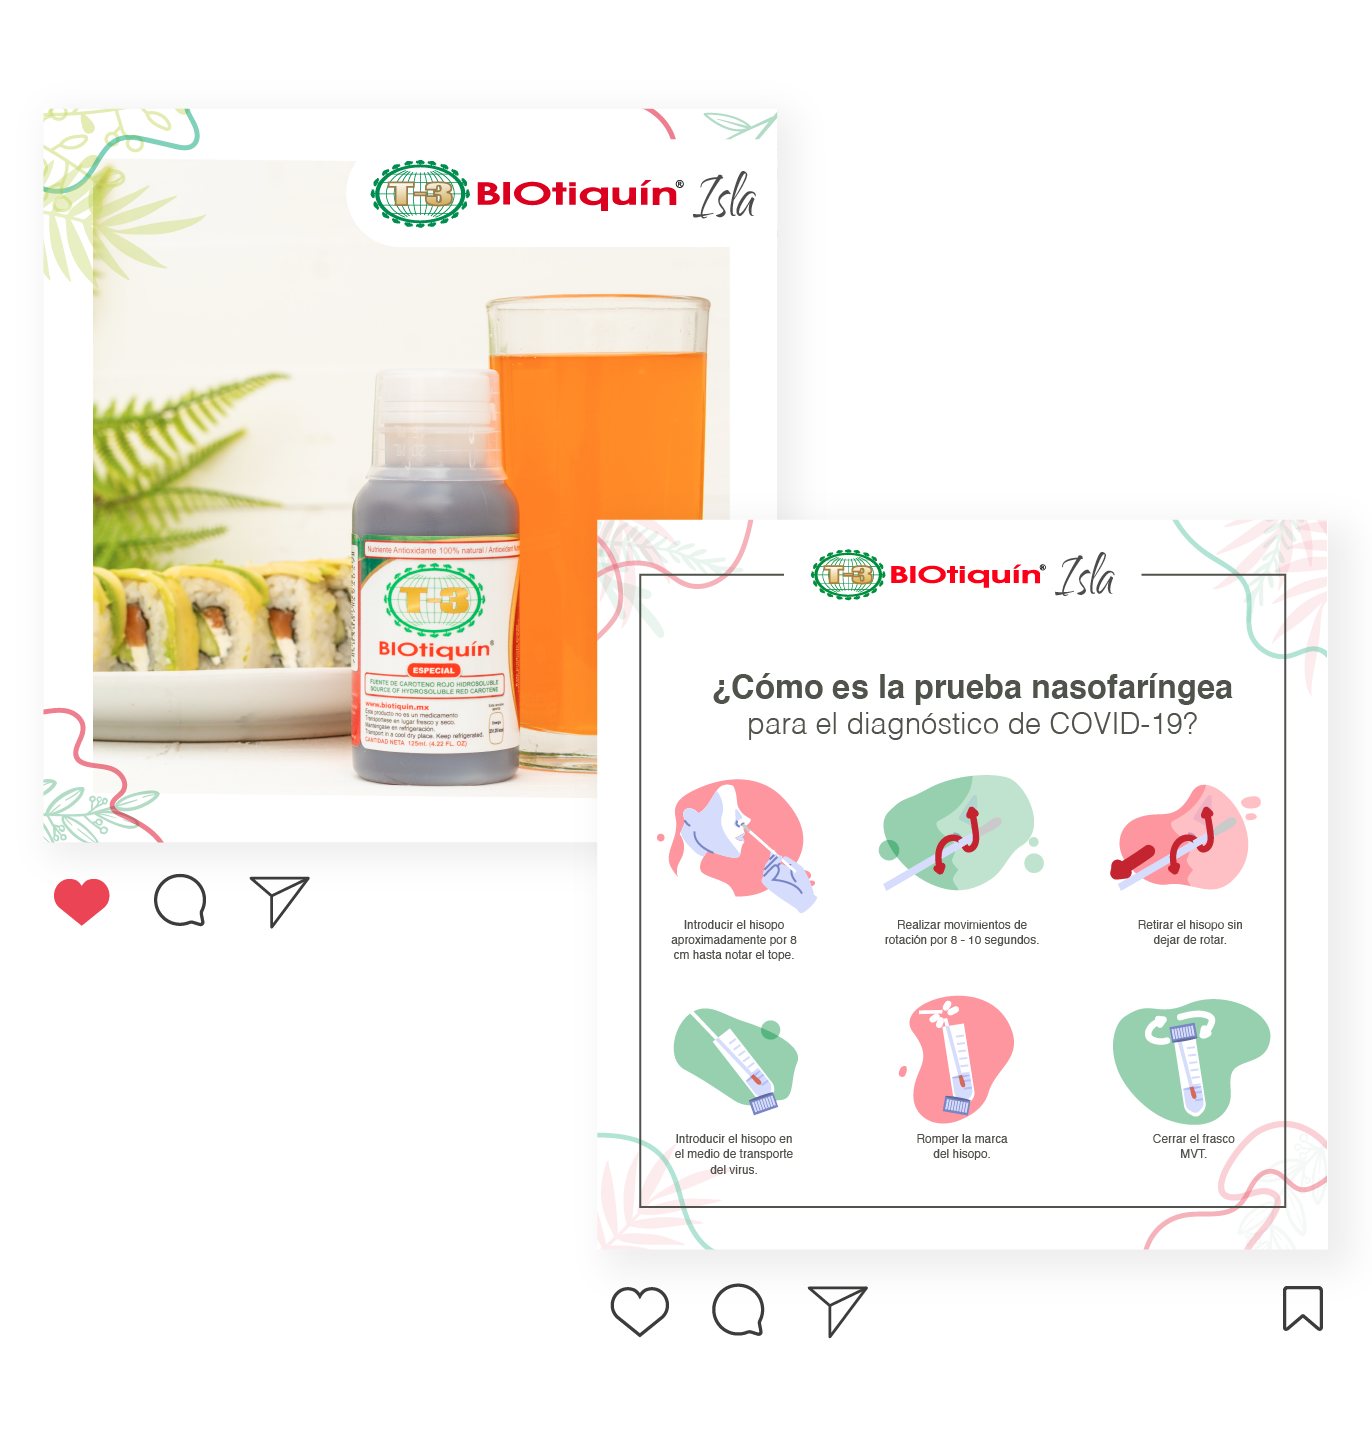 T-3 BIOtiquín® Isla
Nutriente Antioxidante 100% natural / Antioxidant
T-3
BIOtiquín®
ESPECIAL
FUENTE DE CAROTENO ROJO HIDROSOLUBLE
SOURCE OF HYDROSOLUBLE RED CAROTENE
www.biotiquin.mx
Este producto no es un medicamento
Transpórtese en lugar fresco y seco.
Manténgase en refrigeración.
Transport in a cool dry place. Keep refrigerated.
CANTIDAD NETA 125ml. (4.22 FL. OZ)
T-3 BIOtiquín® Isla
¿Cómo es la prueba nasofaríngea
para el diagnóstico de COVID-19?
Introducir el hisopo
aproximadamente por 8
cm hasta notar el tope.
Realizar movimientos de
rotación por 8 - 10 segundos.
Retirar el hisopo sin
dejar de rotar.
Introducir el hisopo en
el medio de transporte
del virus.
Romper la marca
del hisopo.
Cerrar el frasco
MVT.